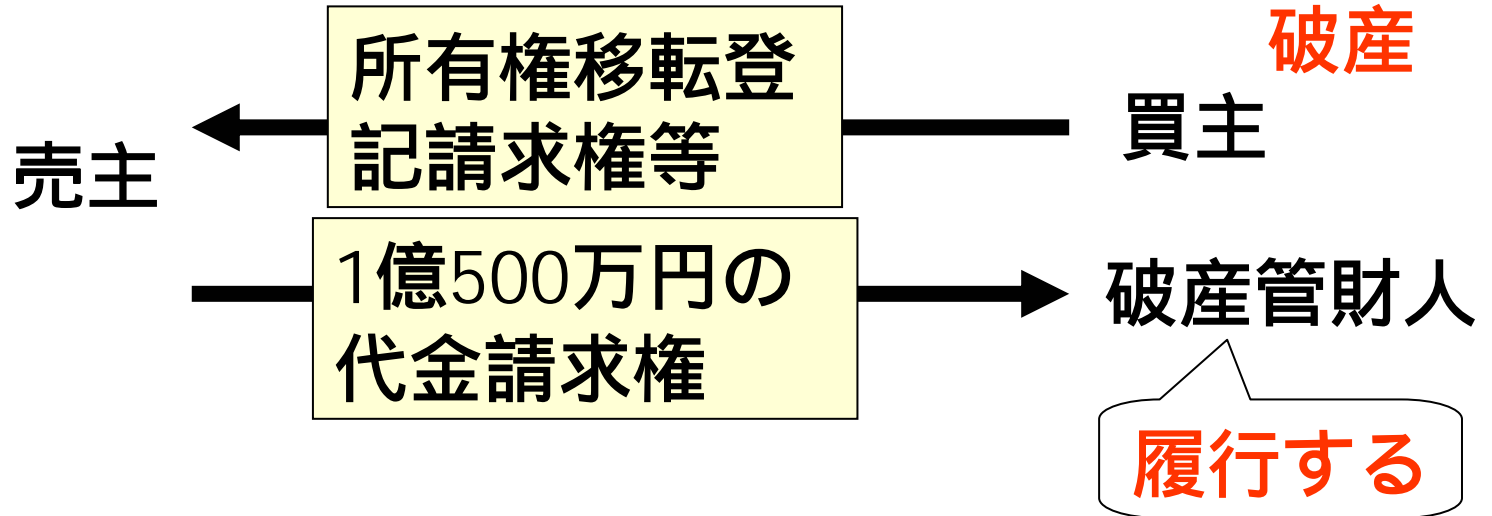 破産
所有権移転登
記請求権等
買主
売主
1億500万円の
代金請求権
破産管財人
履行する